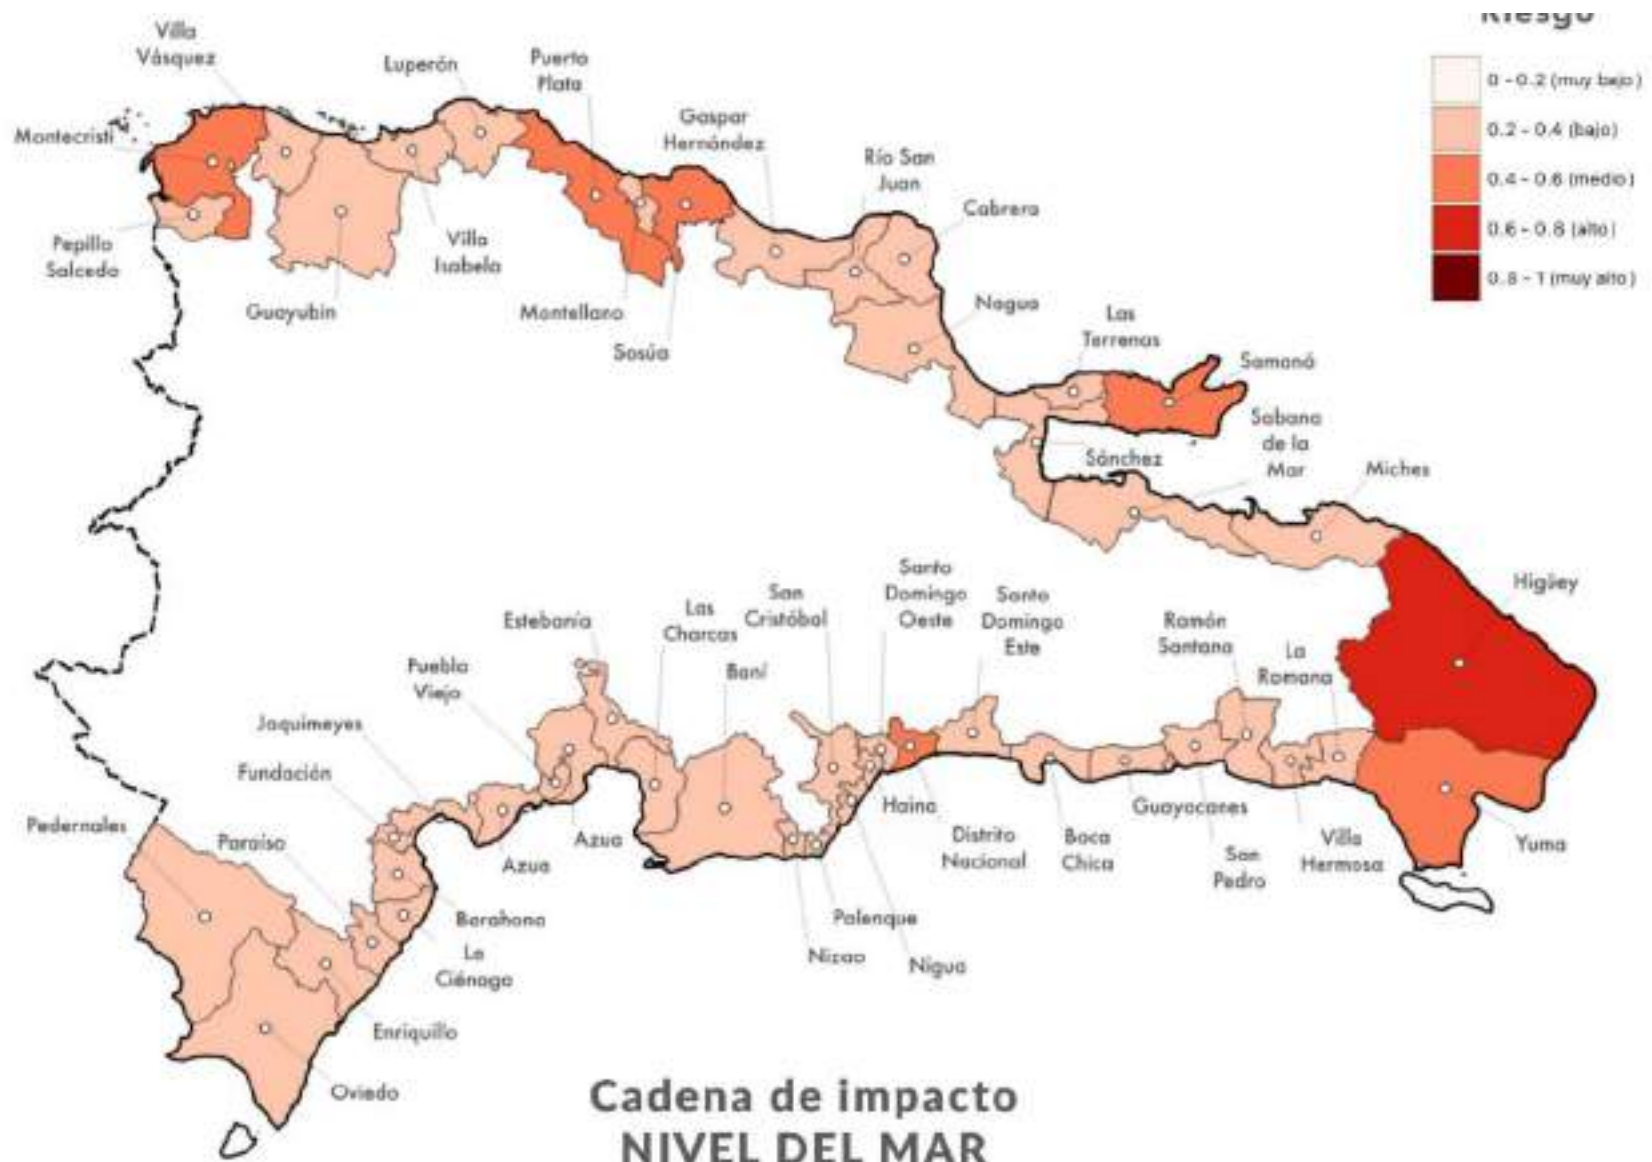 Riesgo
0 - 0.2 (muy bajo)
0.2 - 0.4 (bajo)
0.4 - 0.6 (medio)
0.6 - 0.8 (alto)
0.8 - 1 (muy alto)
Villa
Vásquez
Luperón
Puerto
Plata
Montecristi
Gaspar
Hernández
Río San
Juan
Cabrera
Pepillo
Salcedo
Villa
Isabela
Guayubín
Montellano
Sosúa
Nagua
Las
Terrenas
Samaná
Sabana
de la
Mar
Sánchez
Miches
Higüey
Santo
Domingo
Oeste
San
Cristóbal
Santo
Domingo
Este
Ramón
Santana
La
Romana
Estebanía
Las
Charcas
Baní
Pueblo
Viejo
Jaquimeyes
Fundación
Pedernales
Paraíso
Azua
Azua
Haina
Distrito
Nacional
Boca
Chica
Guayacanes
San
Pedro
Villa
Hermosa
Yuma
Barahona
La
Ciénaga
Palenque
Nizao
Nigua
Enriquillo
Oviedo
Cadena de impacto
NIVEL DEL MAR